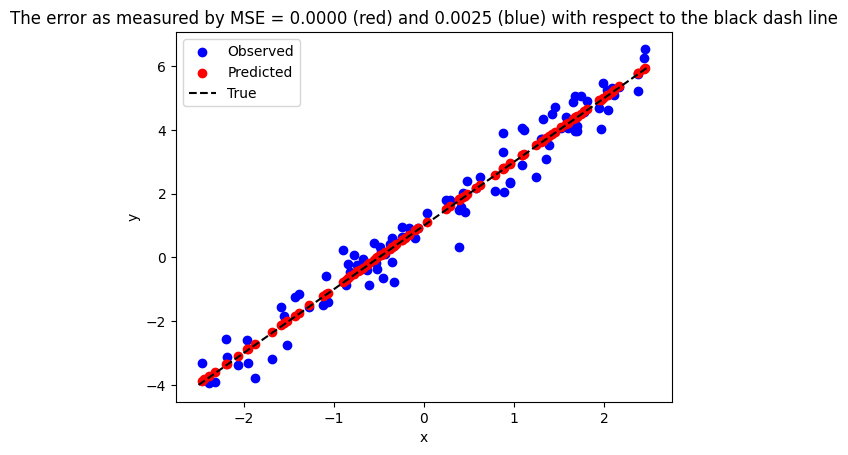 The error as measured by MSE = 0.0000 (red) and 0.0025 (blue) with respect to the black dash line
Observed
Predicted
True
y
6
4
2
0
−2
−4
−2
−1
0
1
2
x